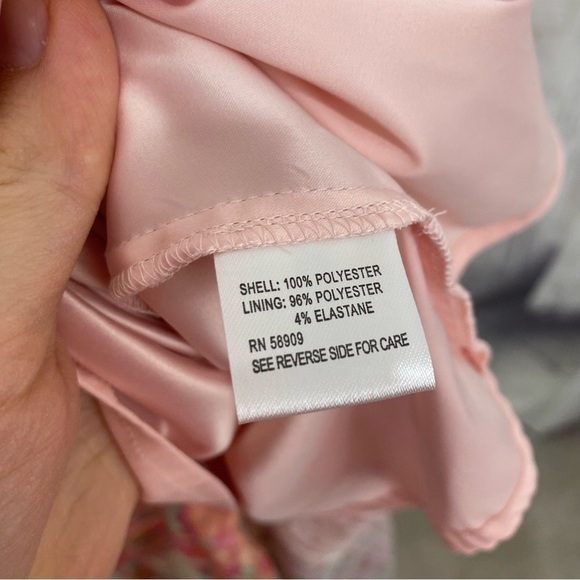 SHELL: 100% POLYESTER
LINING: 96% POLYESTER
4% ELASTANE
RN 58909
SEE REVERSE SIDE FOR CARE